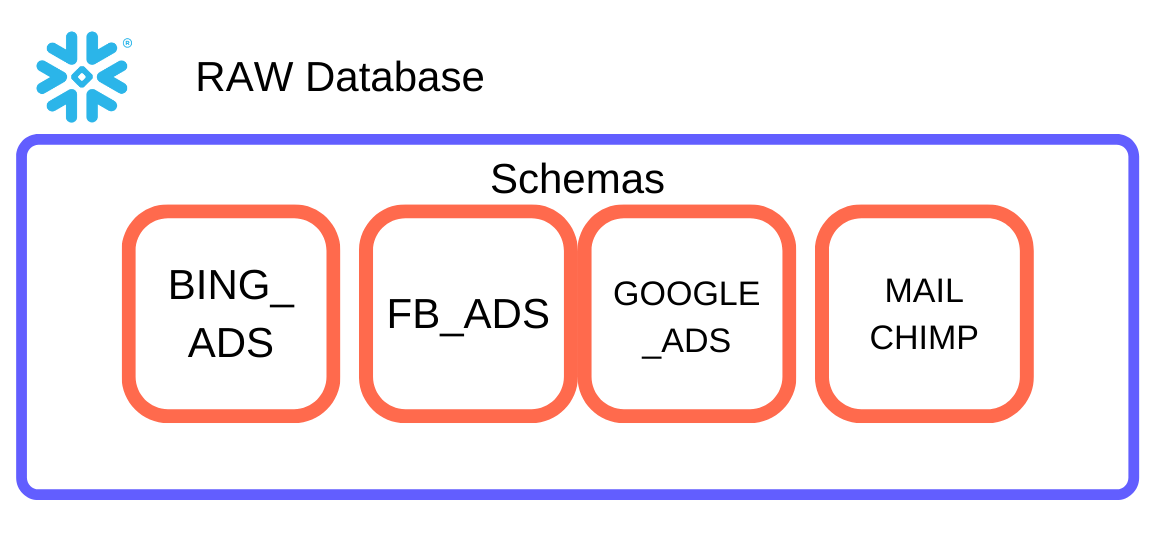 ®
RAW Database
Schemas
BING_
ADS
FB_ADS
GOOGLE
_ADS
MAIL
CHIMP